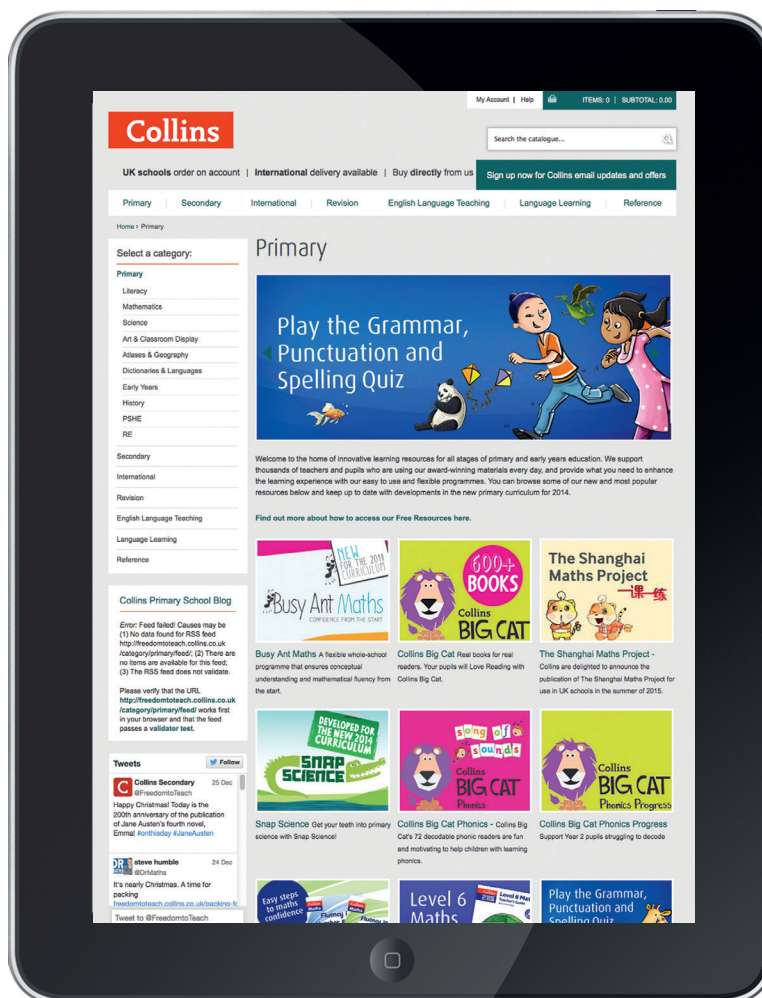 My Account | Help
ITEMS: 0 | SUBTOTAL: 0.00
Collins
Search the catalogue...
UK schools order on account | International delivery available | Buy directly from us
Sign up now for Collins email updates and offers
Primary
Secondary
International
Revision
English Language Teaching
Language Learning
Reference
Home › Primary
Select a category:
Primary
Literacy
Mathematics
Science
Art & Classroom Display
Atlases & Geography
Dictionaries & Languages
Early Years
History
PSHE
RE
Secondary
International
Revision
English Language Teaching
Language Learning
Reference
Collins Primary School Blog
Error: Feed failed! Causes may be
(1) No data found for RSS feed
http://freedomtoteach.collins.co.uk
/category/primary/feed/; (2) There are
no items are available for this feed;
(3) The RSS feed does not validate.
Please verify that the URL
http://freedomtoteach.collins.co.uk
/category/primary/feed/ works first
in your browser and that the feed
passes a validator test.
Tweets
Follow
Collins Secondary 25 Dec
@FreedomtoTeach
Happy Christmas! Today is the
200th anniversary of the publication
of Jane Austen's fourth novel,
Emma! #onthisday #JaneAusten
DR
steve humble 24 Dec
@DrMaths
It's nearly Christmas. A time for
packing
freedomtoteach.collins.co.uk/packing-fo
Tweet to @FreedomtoTeach
Primary
Play the Grammar,
Punctuation and
Spelling Quiz
Welcome to the home of innovative learning resources for all stages of primary and early years education. We support
thousands of teachers and pupils who are using our award-winning materials every day, and provide what you need to enhance
the learning experience with our easy to use and flexible programmes. You can browse some of our new and most popular
resources below and keep up to date with developments in the new primary curriculum for 2014.
Find out more about how to access our Free Resources here.
NEW
FOR THE 2014
CURRICULUM
Busy Ant Maths
CONFIDENCE FROM THE START
Busy Ant Maths A flexible whole-school
programme that ensures conceptual
understanding and mathematical fluency from
the start.
600+
BOOKS
Collins
BIG CAT
Collins Big Cat Real books for real
readers. Your pupils will Love Reading with
Collins Big Cat.
The Shanghai
Maths Project
一课一练
The Shanghai Maths Project -
Collins are delighted to announce the
publication of The Shanghai Maths Project for
use in UK schools in the summer of 2015.
DEVELOPED FOR
THE NEW 2014
CURRICULUM
SNAP
SCIENCE
Snap Science Get your teeth into primary
science with Snap Science!
song of
sounds
Collins
BIG CAT
Phonics
Collins Big Cat Phonics - Collins Big
Cat's 72 decodable phonic readers are fun
and motivating to help children with learning
phonics.
Collins
BIG CAT
Phonics Progress
Collins Big Cat Phonics Progress
Support Year 2 pupils struggling to decode
Easy steps
to maths
confidence
Fluency i
Level 6
Maths
Play the Grammar,
Punctuation and
Spelling Quiz